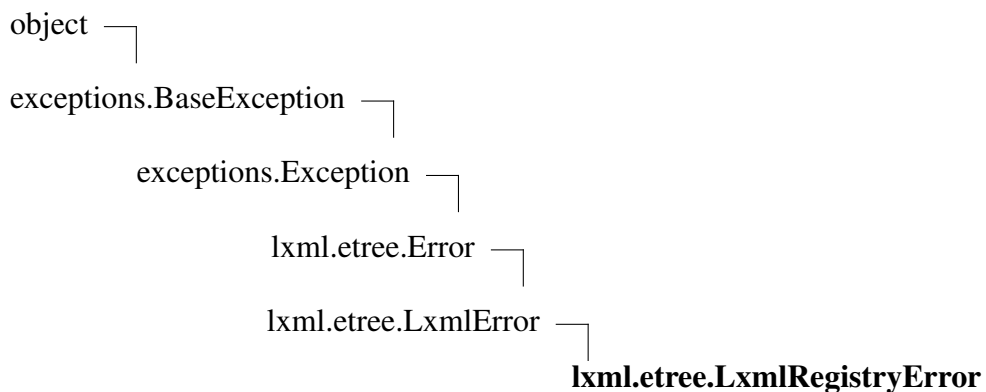 object
exceptions.BaseException
exceptions.Exception
lxml.etree.Error
lxml.etree.LxmlError
lxml.etree.LxmlRegistryError